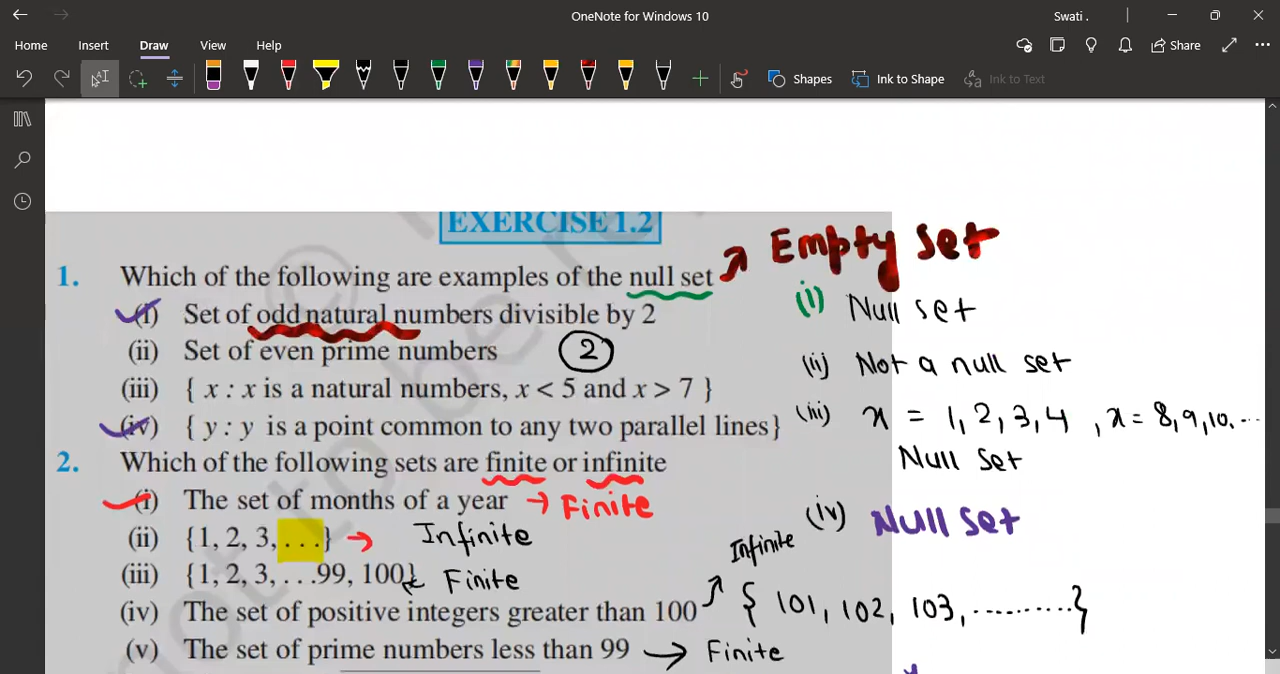 OneNote for Windows 10
Swati .
Home Insert Draw View Help
Share
Shapes Ink to Shape Ink to Text
EXERCISE 1.2
Empty set
1. Which of the following are examples of the null set
(i) Set of odd natural numbers divisible by 2
(i) Null set
(ii) Set of even prime numbers 2
(ii) Not a null set
(iii) { x : x is a natural numbers, x < 5 and x > 7 }
(iii) x = 1, 2, 3, 4 , x = 8, 9, 10, ...
Null set
(iv) { y : y is a point common to any two parallel lines}
(iv) Null set
2. Which of the following sets are finite or infinite
(i) The set of months of a year → Finite
(ii) {1, 2, 3, . . .} → Infinite
(iii) {1, 2, 3, . . .99, 100} Finite
Infinite
(iv) The set of positive integers greater than 100 { 101, 102, 103, ..........}
(v) The set of prime numbers less than 99 → Finite